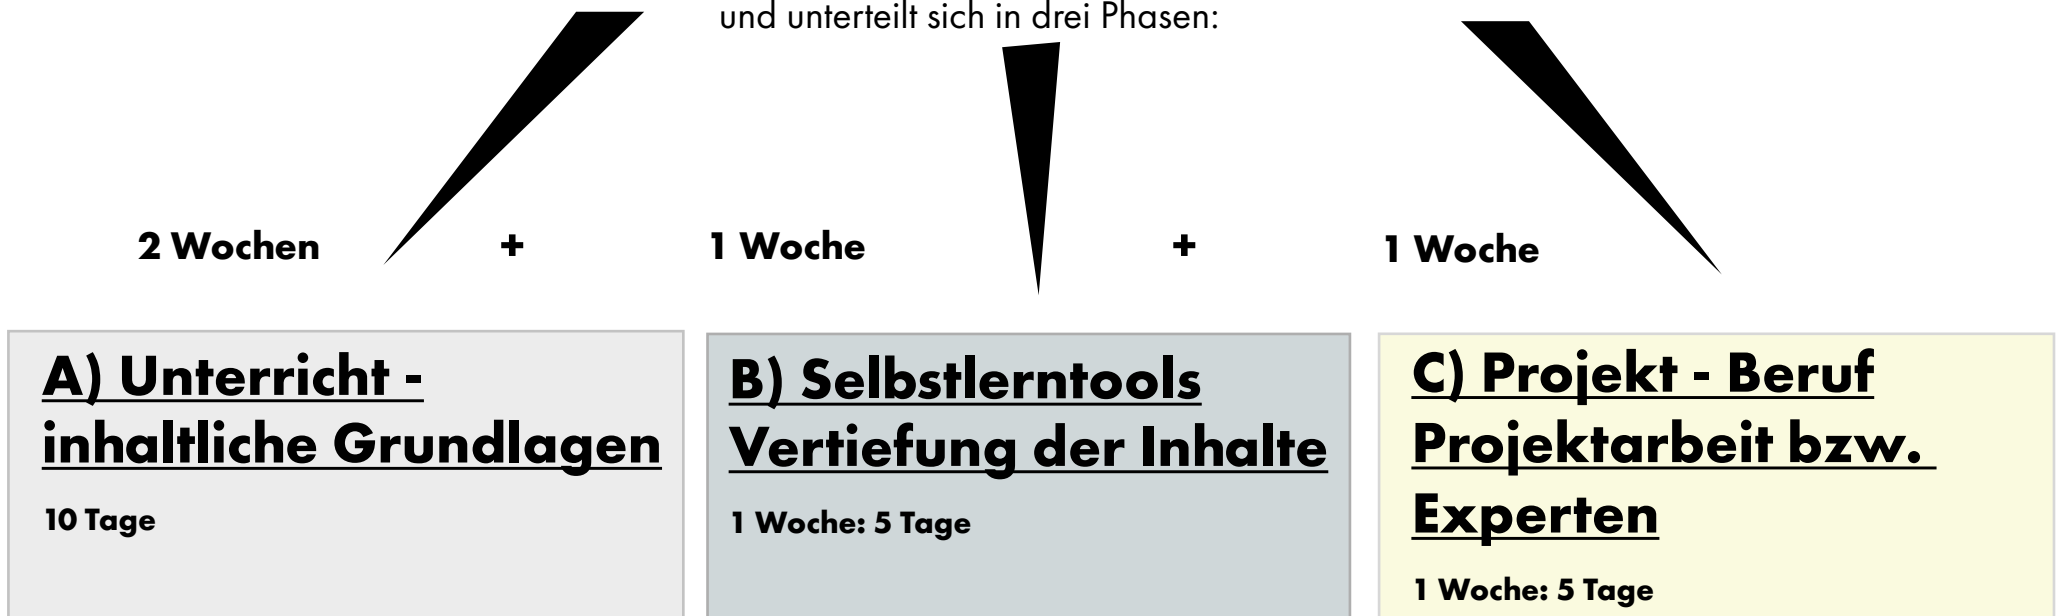 und unterteilt sich in drei Phasen:
2 Wochen + 1 Woche + 1 Woche
A) Unterricht -
inhaltliche Grundlagen
10 Tage
B) Selbstlerntools
Vertiefung der Inhalte
1 Woche: 5 Tage
C) Projekt - Beruf
Projektarbeit bzw.
Experten
1 Woche: 5 Tage